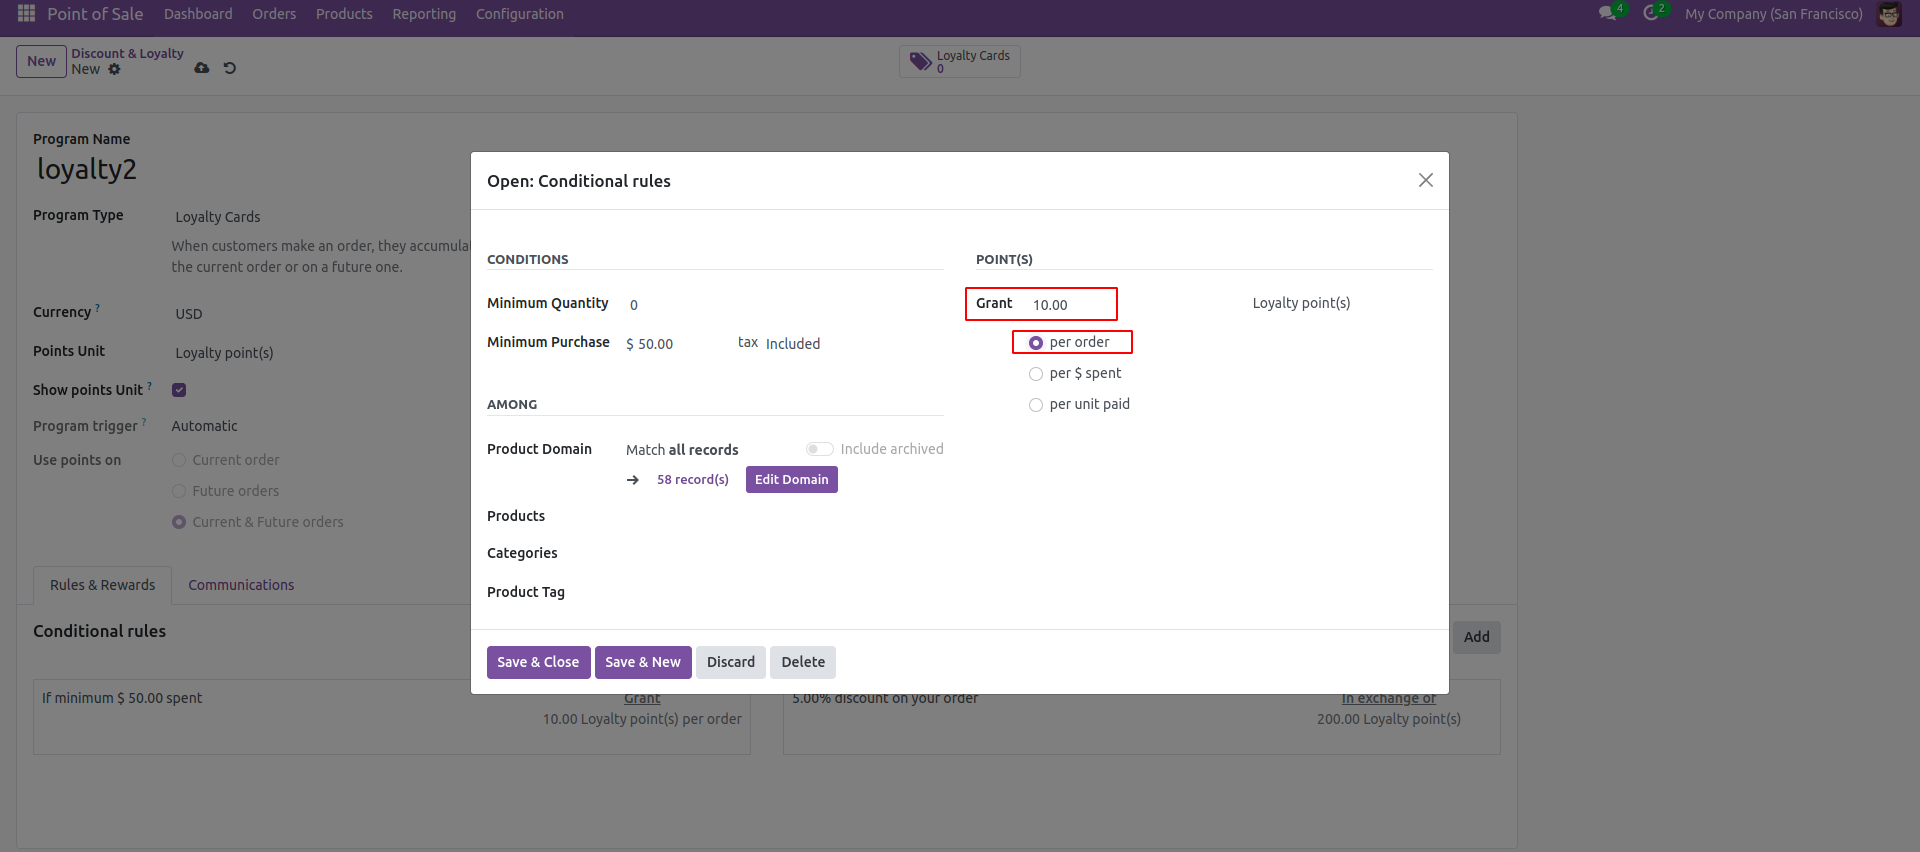 Point of Sale Dashboard Orders Products Reporting Configuration 4 2 My Company (San Francisco)
New Discount & Loyalty
New
Loyalty Cards
0
Program Name
loyalty2
Program Type Loyalty Cards
When customers make an order, they accumula
the current order or on a future one.
Currency ? USD
Points Unit Loyalty point(s)
Show points Unit ?
Program trigger ? Automatic
Use points on Current order
Future orders
Current & Future orders
Rules & Rewards Communications
Conditional rules
Add
If minimum $ 50.00 spent Grant
10.00 Loyalty point(s) per order
5.00% discount on your order In exchange of
200.00 Loyalty point(s)
Open: Conditional rules
CONDITIONS
Minimum Quantity 0
Minimum Purchase $ 50.00 tax Included
AMONG
Product Domain Match all records Include archived
58 record(s) Edit Domain
Products
Categories
Product Tag
POINT(S)
Grant 10.00 Loyalty point(s)
per order
per $ spent
per unit paid
Save & Close Save & New Discard Delete